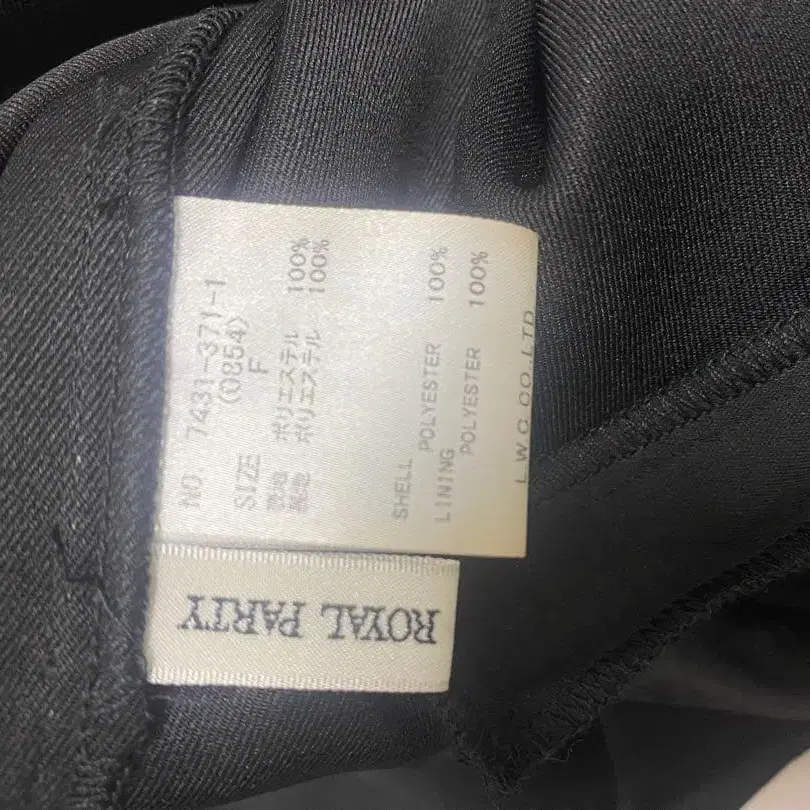 NO. 7431-371-1
(0854)
SIZE F
表地 ポリエステル 100%
裏地 ポリエステル 100%
SHELL
POLYESTER 100%
LINING
POLYESTER 100%
L.W.C CO.,LTD
ROYAL PARTY